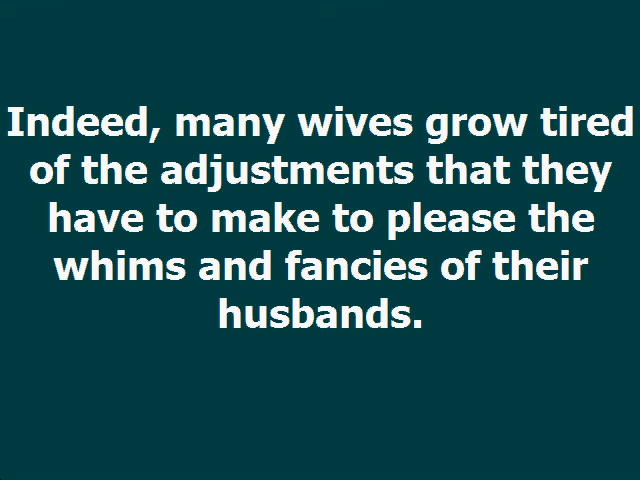 Indeed, many wives grow tired
of the adjustments that they
have to make to please the
whims and fancies of their
husbands.